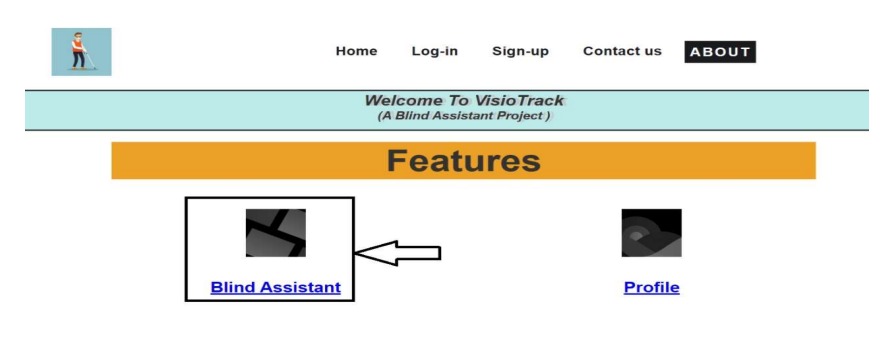 Home Log-in Sign-up Contact us ABOUT
Welcome To VisioTrack
(A Blind Assistant Project )
Features
Blind Assistant Profile